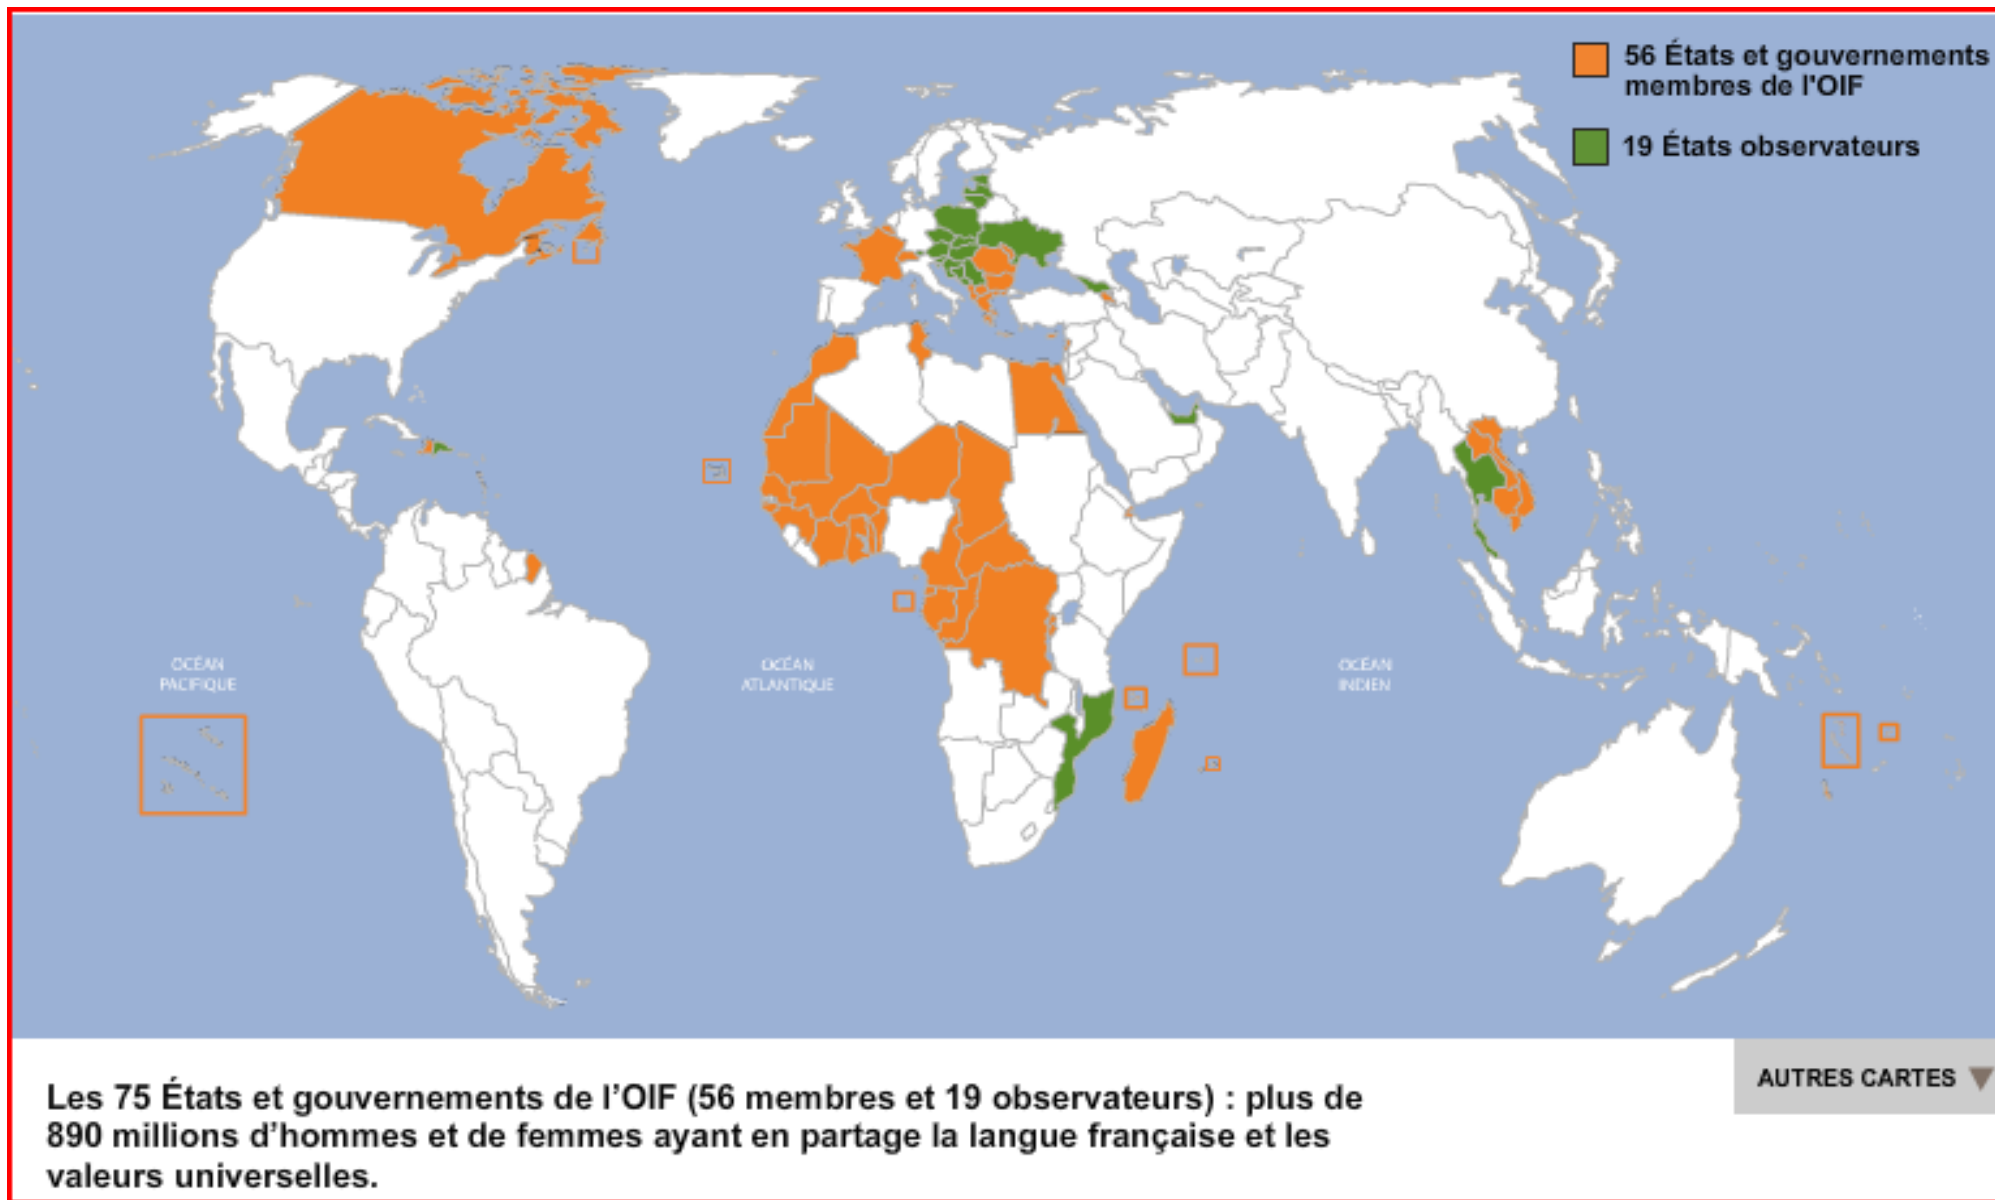 56 États et gouvernements
membres de l'OIF
19 États observateurs
OCÉAN
PACIFIQUE
OCÉAN
ATLANTIQUE
OCÉAN
INDIEN
AUTRES CARTES
Les 75 États et gouvernements de l’OIF (56 membres et 19 observateurs) : plus de
890 millions d’hommes et de femmes ayant en partage la langue française et les
valeurs universelles.